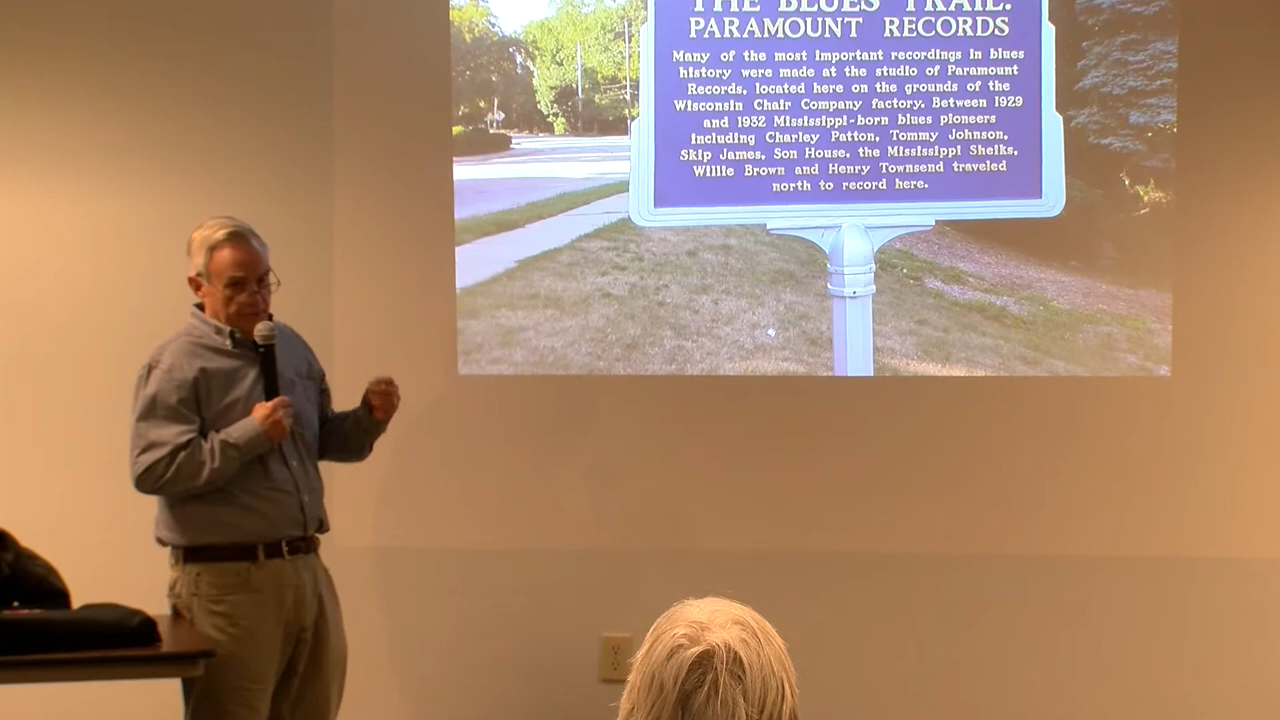 THE BLUES TRAIL:
PARAMOUNT RECORDS
Many of the most important recordings in blues
history were made at the studio of Paramount
Records, located here on the grounds of the
Wisconsin Chair Company factory. Between 1929
and 1932 Mississippi-born blues pioneers
including Charley Patton, Tommy Johnson,
Skip James, Son House, the Mississippi Sheiks,
Willie Brown and Henry Townsend traveled
north to record here.